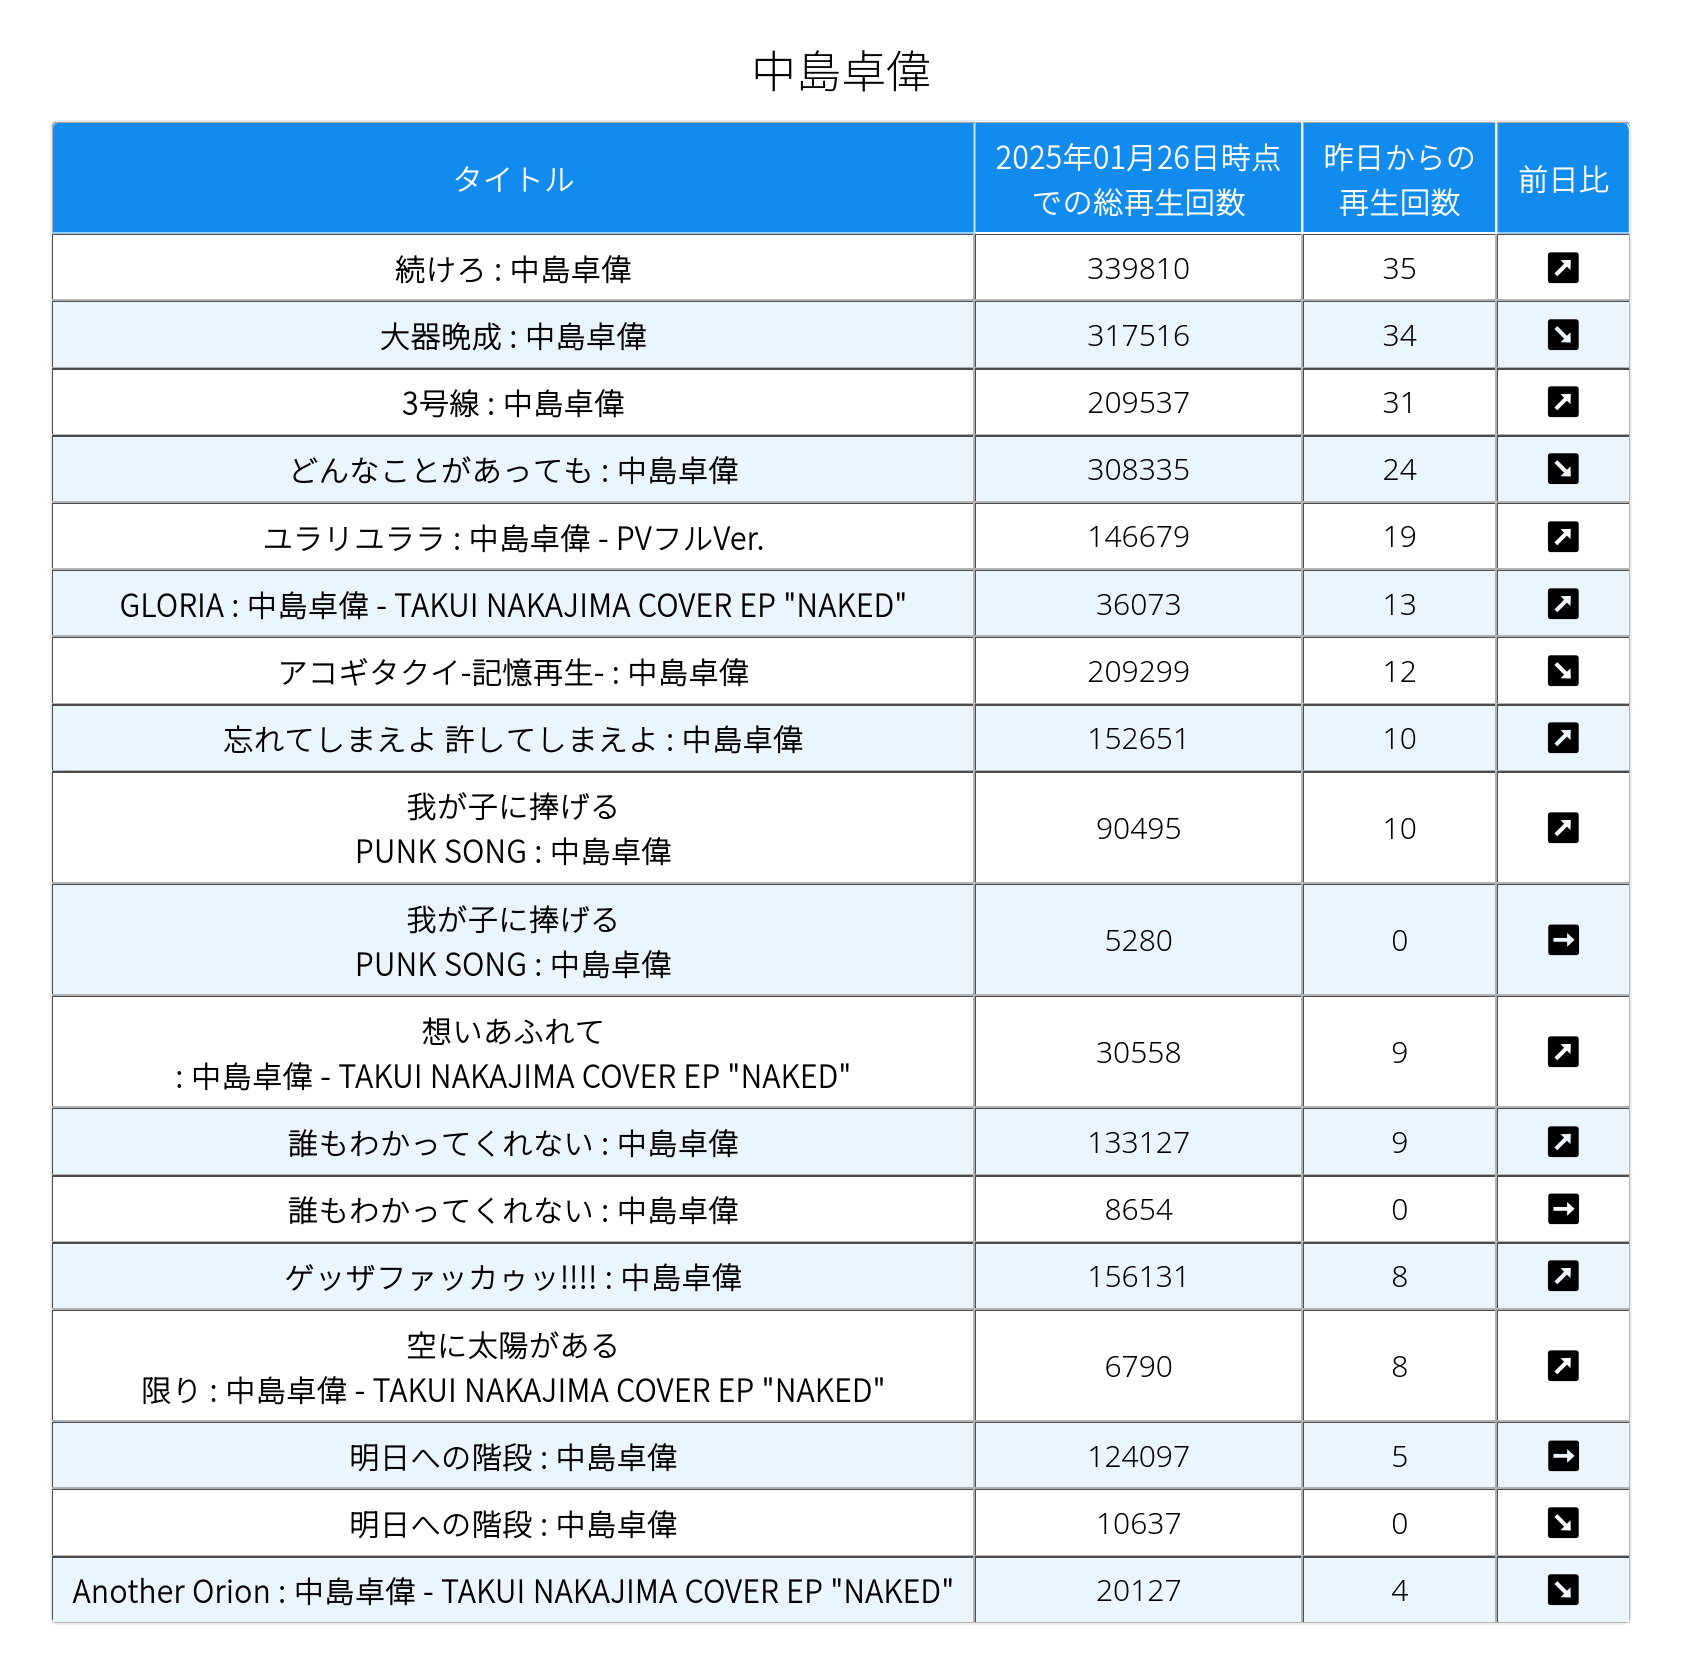 中島卓偉
タイトル
2025年01月26日時点
での総再生回数
昨日からの
再生回数
前日比
続けろ : 中島卓偉 339810 35
大器晩成 : 中島卓偉 317516 34
3号線 : 中島卓偉 209537 31
どんなことがあっても : 中島卓偉 308335 24
ユラリユララ : 中島卓偉 - PVフルVer. 146679 19
GLORIA : 中島卓偉 - TAKUI NAKAJIMA COVER EP "NAKED" 36073 13
アコギタクイ-記憶再生- : 中島卓偉 209299 12
忘れてしまえよ 許してしまえよ : 中島卓偉 152651 10
我が子に捧げる
PUNK SONG : 中島卓偉
90495 10
我が子に捧げる
PUNK SONG : 中島卓偉
5280 0
想いあふれて
: 中島卓偉 - TAKUI NAKAJIMA COVER EP "NAKED"
30558 9
誰もわかってくれない : 中島卓偉 133127 9
誰もわかってくれない : 中島卓偉 8654 0
ゲッザファッカゥッ!!!! : 中島卓偉 156131 8
空に太陽がある
限り : 中島卓偉 - TAKUI NAKAJIMA COVER EP "NAKED"
6790 8
明日への階段 : 中島卓偉 124097 5
明日への階段 : 中島卓偉 10637 0
Another Orion : 中島卓偉 - TAKUI NAKAJIMA COVER EP "NAKED" 20127 4